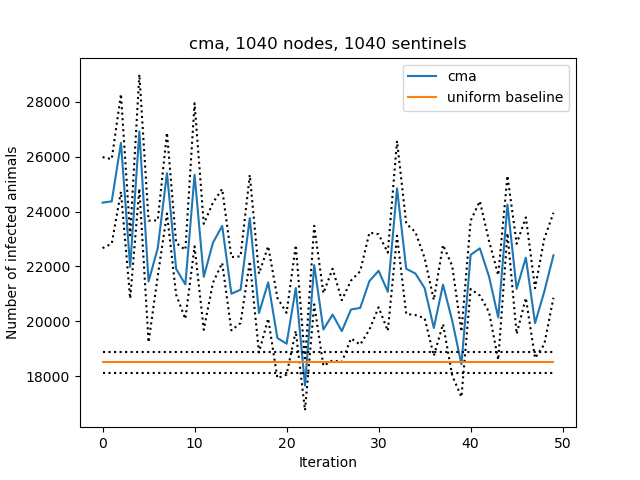 cma, 1040 nodes, 1040 sentinels
cma
uniform baseline
Number of infected animals
28000
26000
24000
22000
20000
18000
0 10 20 30 40 50
Iteration